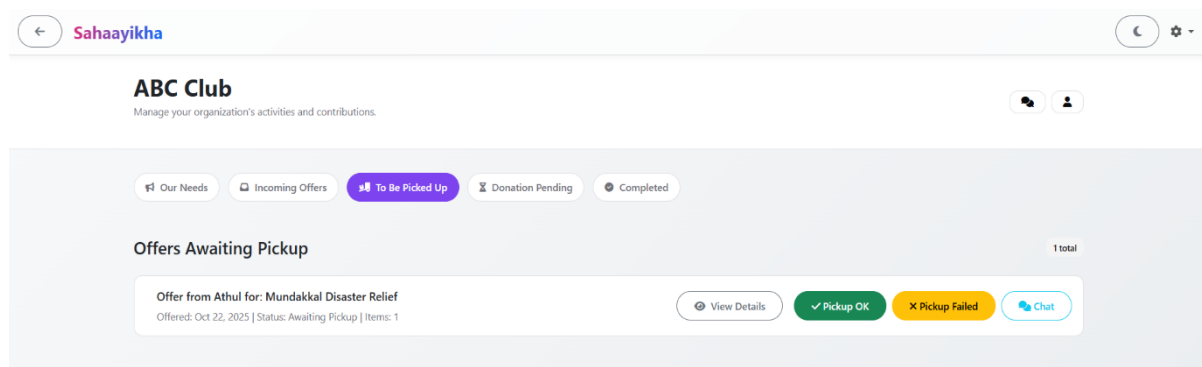 Sahaayikha
ABC Club
Manage your organization's activities and contributions.
Our Needs
Incoming Offers
To Be Picked Up
Donation Pending
Completed
Offers Awaiting Pickup
1 total
Offer from Athul for: Mundakkal Disaster Relief
Offered: Oct 22, 2025 | Status: Awaiting Pickup | Items: 1
View Details
Pickup OK
Pickup Failed
Chat